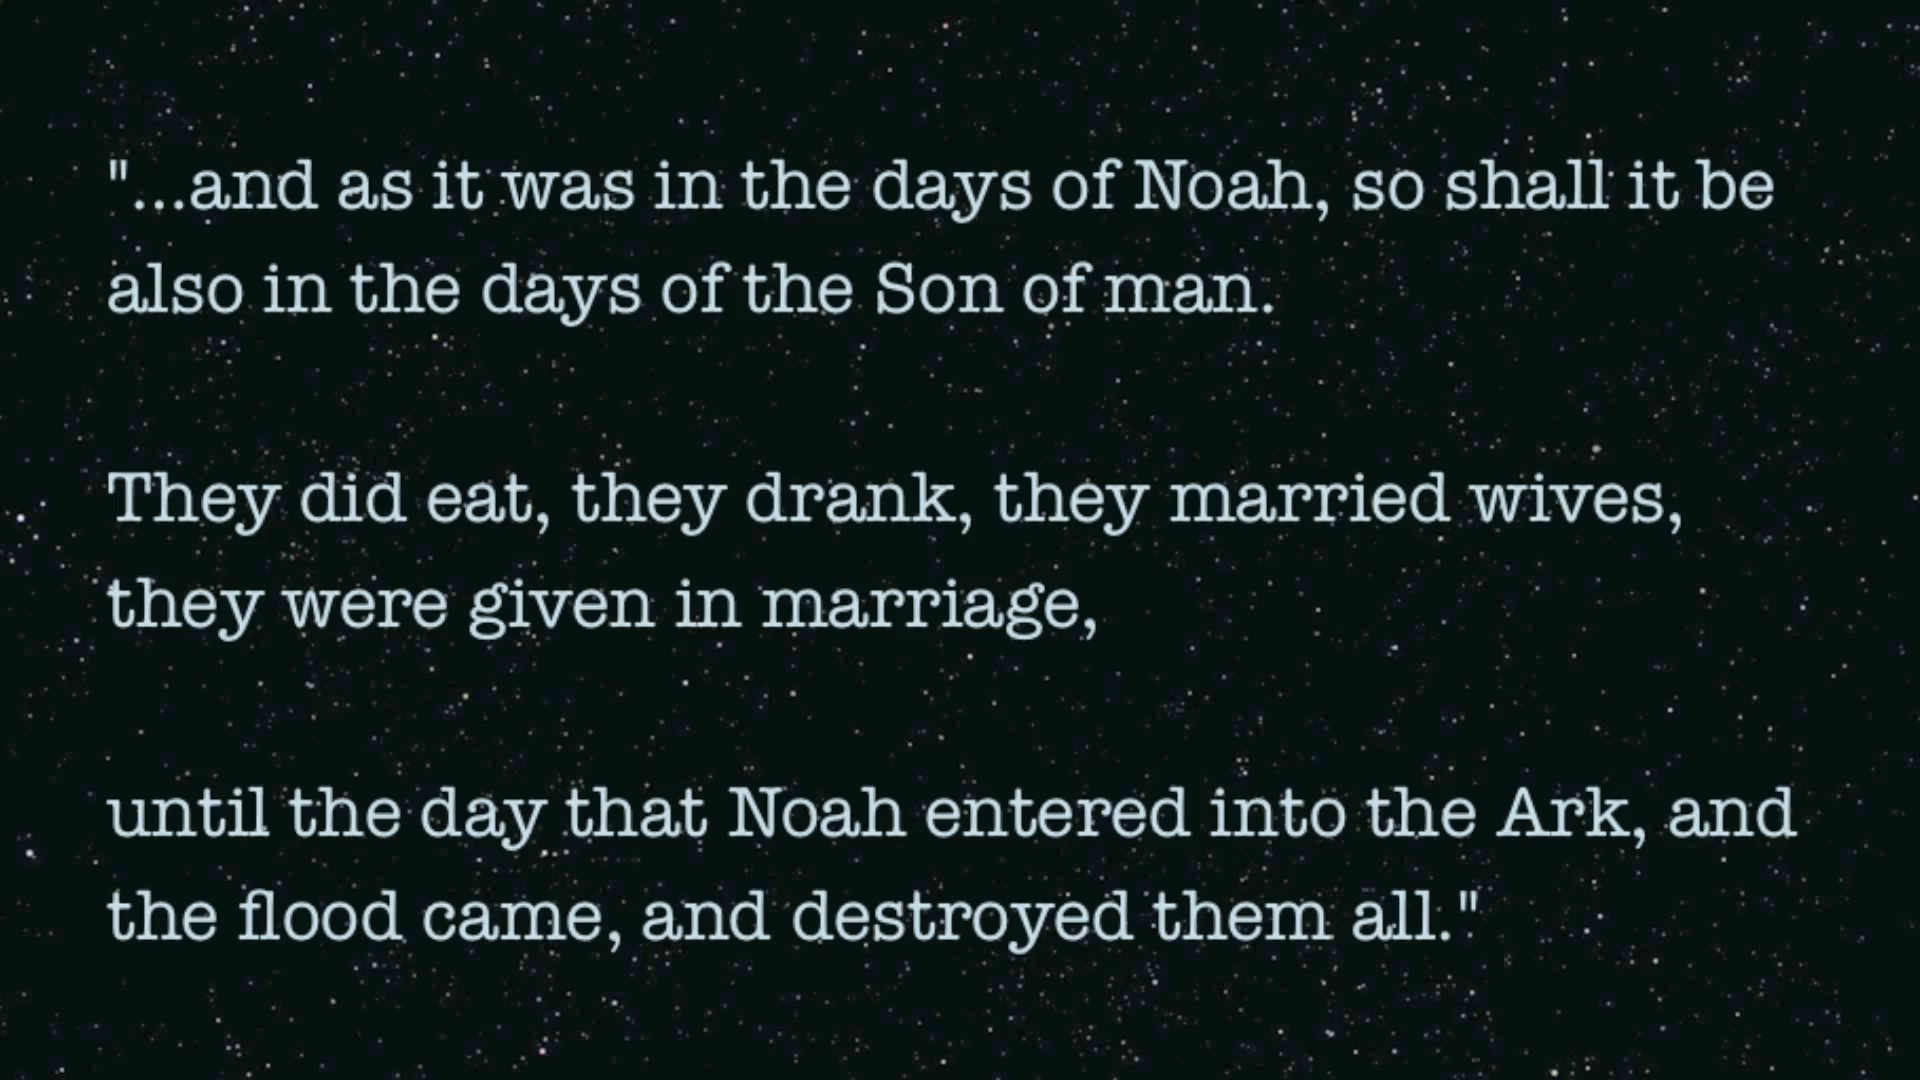 "...and as it was in the days of Noah, so shall it be
also in the days of the Son of man.
They did eat, they drank, they married wives,
they were given in marriage,
until the day that Noah entered into the Ark, and
the flood came, and destroyed them all."